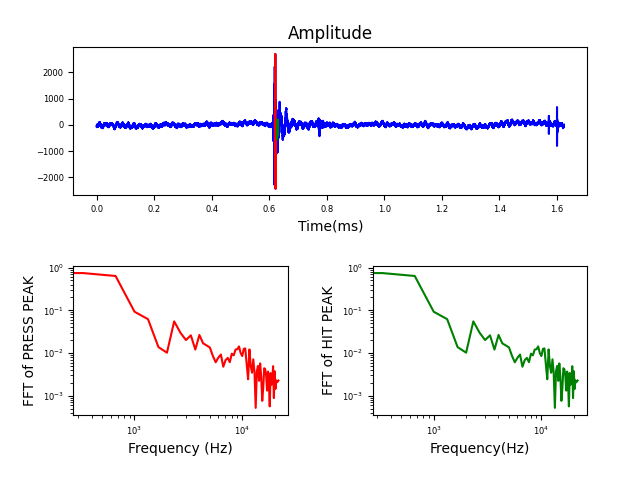 Amplitude
2000
1000
0
−1000
−2000
0.0 0.2 0.4 0.6 0.8 1.0 1.2 1.4 1.6
Time(ms)
FFT of PRESS PEAK
10⁰
10⁻¹
10⁻²
10⁻³
10³ 10⁴
Frequency (Hz)
FFT of HIT PEAK
10⁰
10⁻¹
10⁻²
10⁻³
10³ 10⁴
Frequency(Hz)